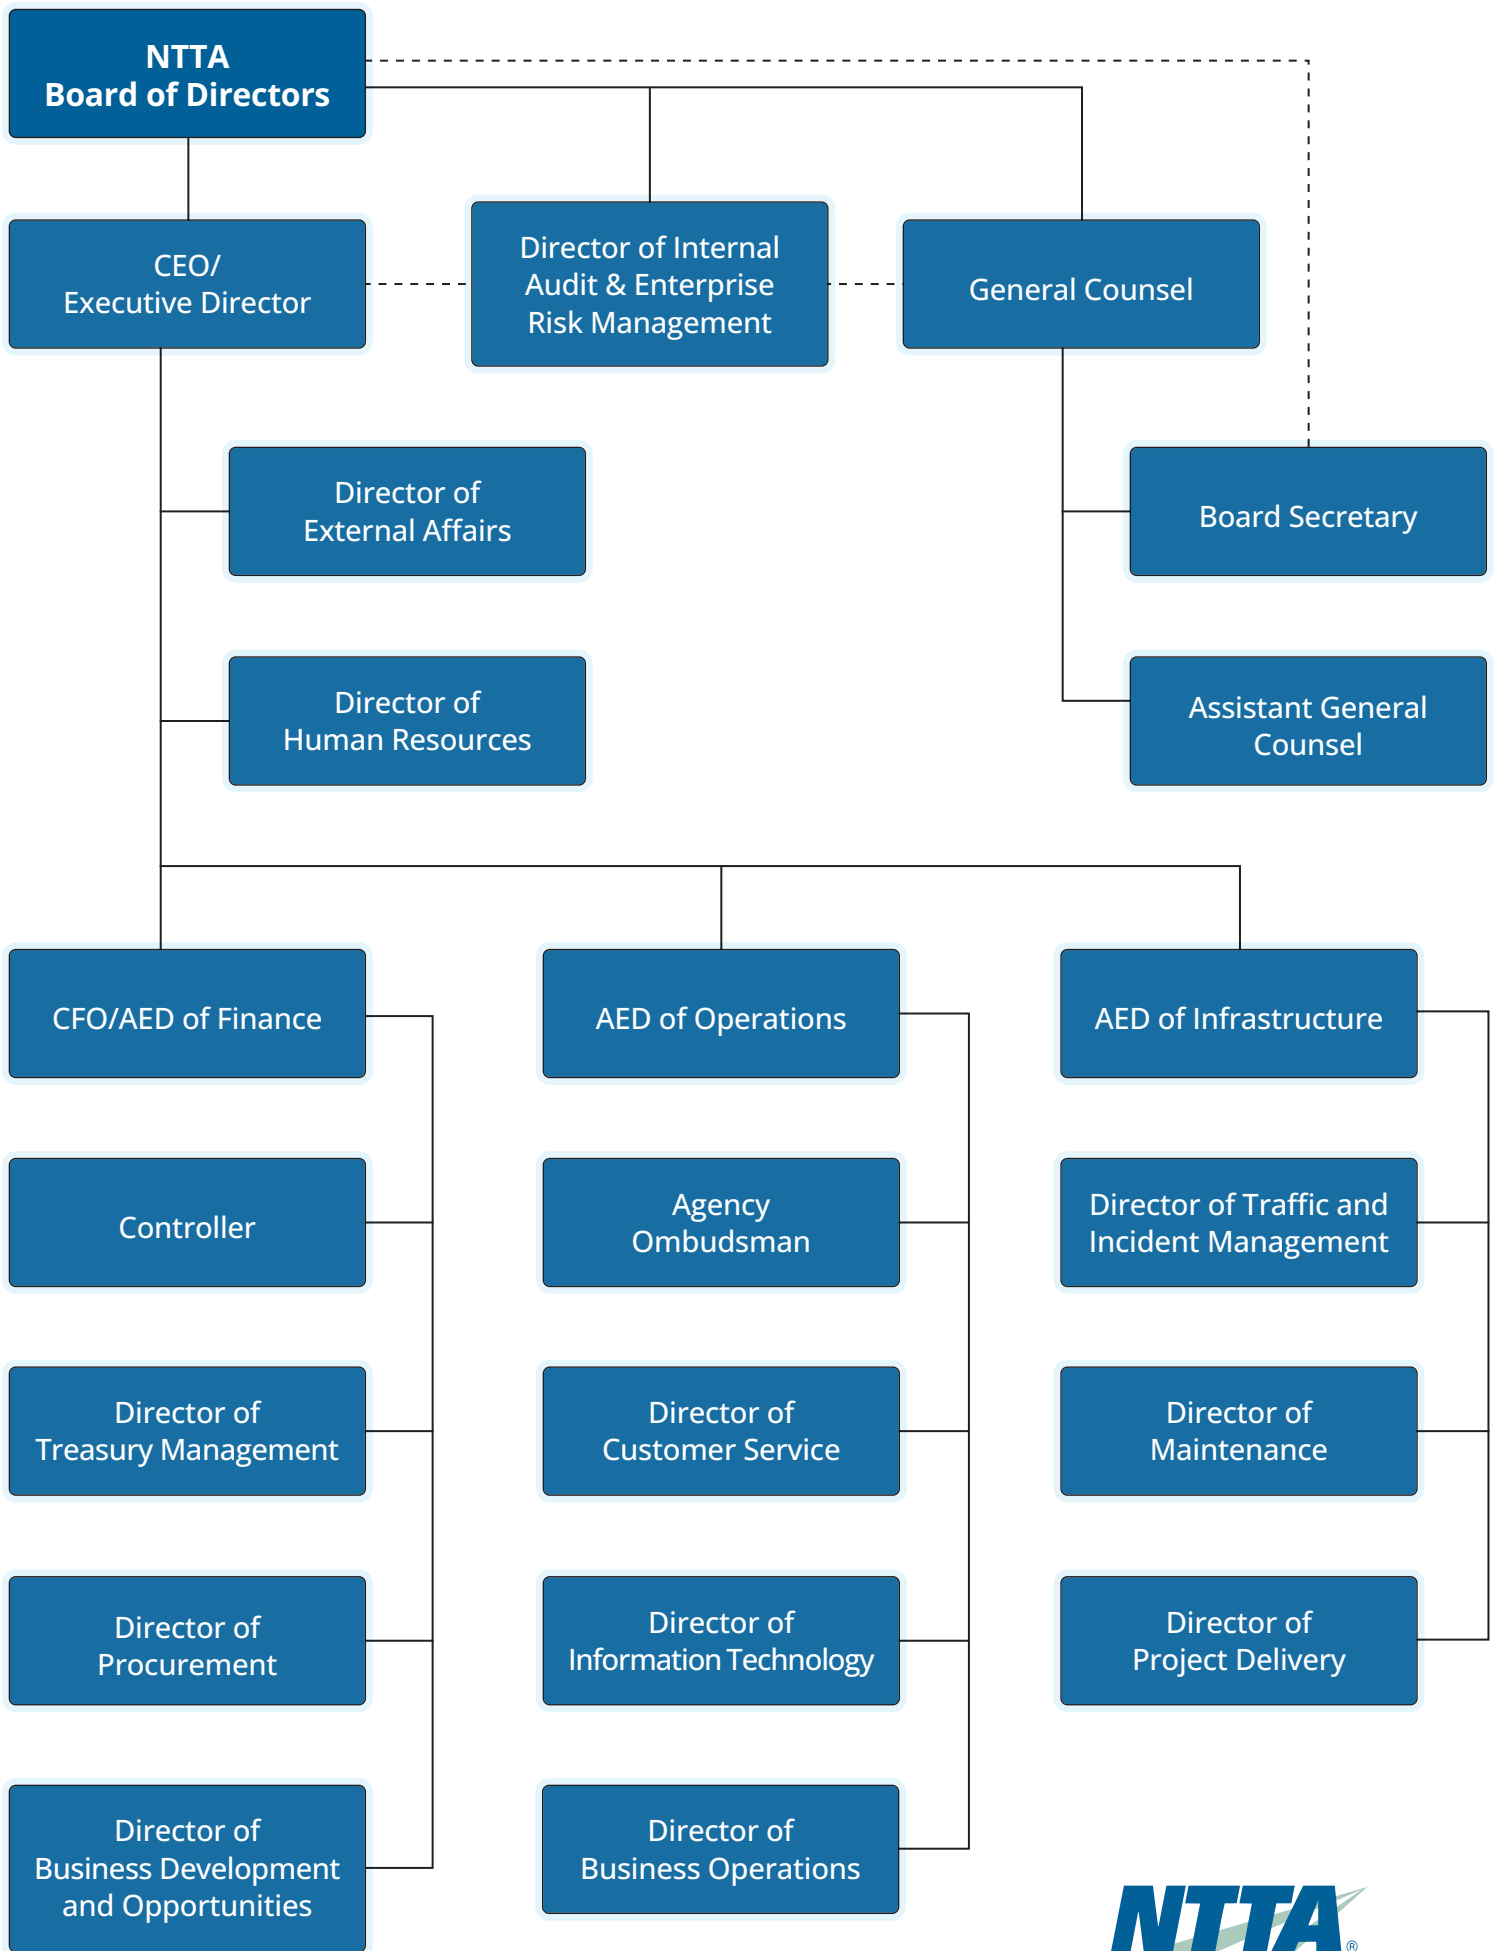 NTTA
Board of Directors
CEO/
Executive Director
Director of Internal
Audit & Enterprise
Risk Management
General Counsel
Director of
External Affairs
Board Secretary
Director of
Human Resources
Assistant General
Counsel
CFO/AED of Finance
AED of Operations
AED of Infrastructure
Controller
Agency
Ombudsman
Director of Traffic and
Incident Management
Director of
Treasury Management
Director of
Customer Service
Director of
Maintenance
Director of
Procurement
Director of
Information Technology
Director of
Project Delivery
Director of
Business Development
and Opportunities
Director of
Business Operations
NTTA®